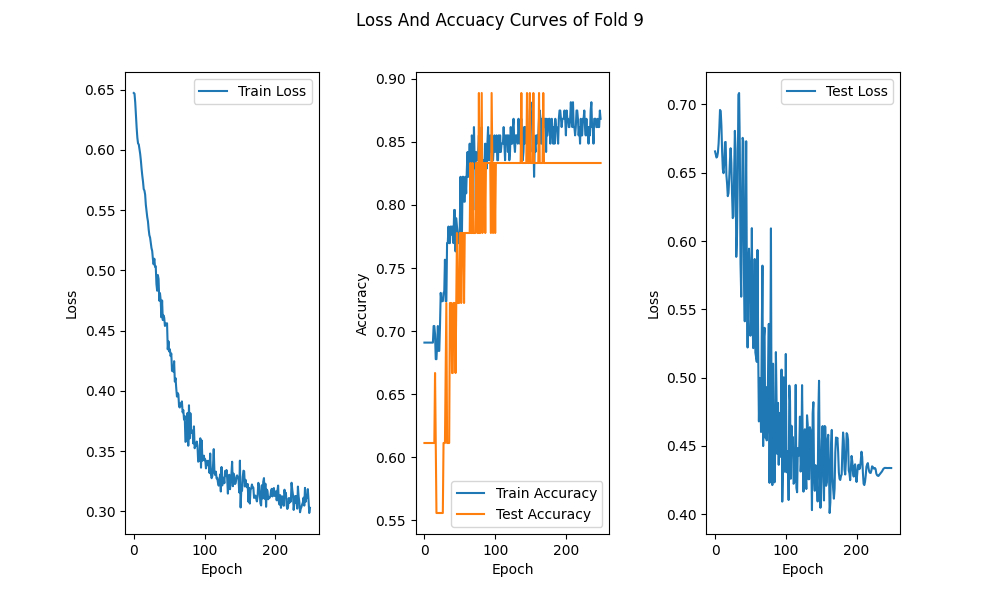 Loss And Accuacy Curves of Fold 9
Loss
0.65
0.60
0.55
0.50
0.45
0.40
0.35
0.30
Train Loss
0 100 200
Epoch
Accuracy
0.90
0.85
0.80
0.75
0.70
0.65
0.60
0.55
Train Accuracy
Test Accuracy
0 100 200
Epoch
Loss
0.70
0.65
0.60
0.55
0.50
0.45
0.40
Test Loss
0 100 200
Epoch